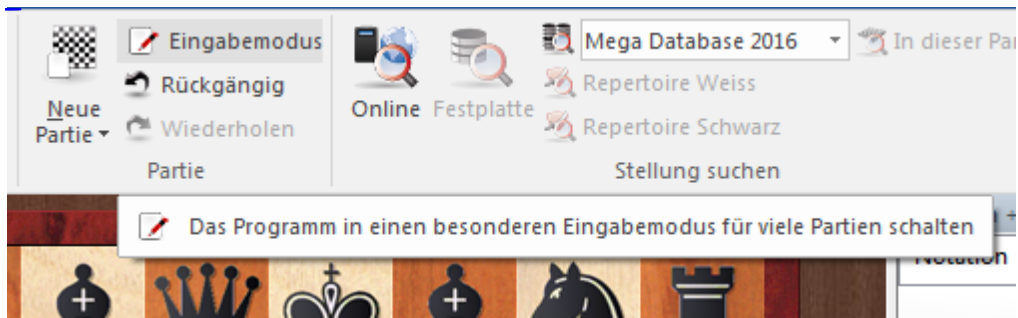 Neue
Partie
Eingabemodus
Rückgängig
Wiederholen
Partie
Online
Festplatte
Mega Database 2016
Repertoire Weiss
Repertoire Schwarz
In dieser Par
Stellung suchen
Das Programm in einen besonderen Eingabemodus für viele Partien schalten
Notation